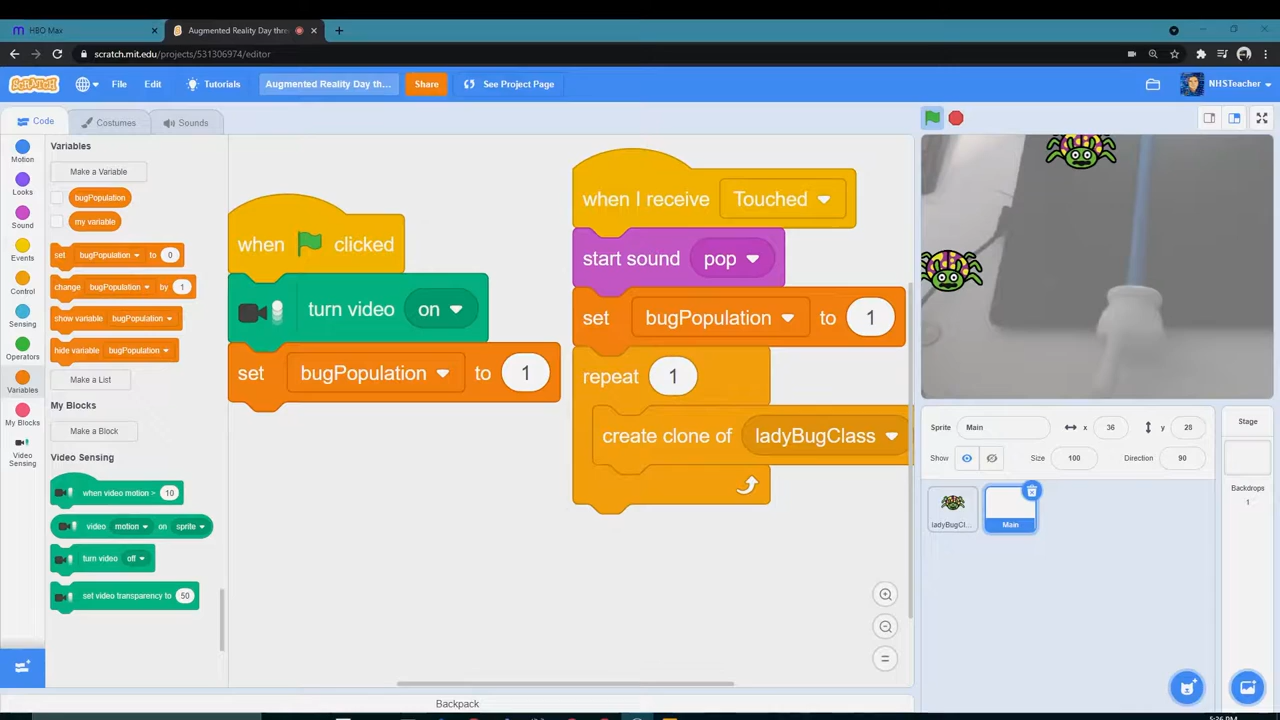 HBO Max
Augmented Reality Day thre
scratch.mit.edu/projects/531306974/editor
SCRATCH
File
Edit
Tutorials
Augmented Reality Day th...
Share
See Project Page
NHSTeacher
Code
Costumes
Sounds
Motion
Looks
Sound
Events
Control
Sensing
Operators
Variables
My Blocks
Video
Sensing
Variables
Make a Variable
bugPopulation
my variable
set bugPopulation to 0
change bugPopulation by 1
show variable bugPopulation
hide variable bugPopulation
Make a List
My Blocks
Make a Block
Video Sensing
when video motion > 10
video motion on sprite
turn video off
set video transparency to 50
when clicked
turn video on
set bugPopulation to 1
when I receive Touched
start sound pop
set bugPopulation to 1
repeat 1
create clone of ladyBugClass
Backpack
Sprite Main x 36 y 28
Show Size 100 Direction 90
ladyBugCl...
Main
Stage
Backdrops
1